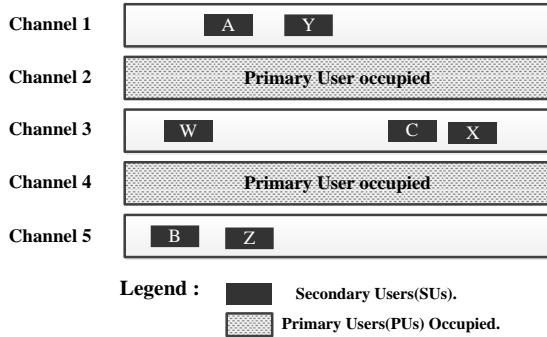 Channel 1 A Y
Channel 2 Primary User occupied
Channel 3 W C X
Channel 4 Primary User occupied
Channel 5 B Z
Legend : Secondary Users(SUs).
Primary Users(PUs) Occupied.